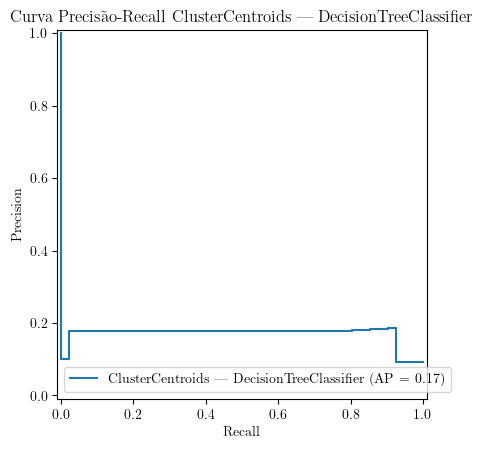 Curva Precisão-Recall ClusterCentroids — DecisionTreeClassifier
1.0
0.8
0.6
0.4
0.2
0.0
Precision
ClusterCentroids — DecisionTreeClassifier (AP = 0.17)
0.0 0.2 0.4 0.6 0.8 1.0
Recall